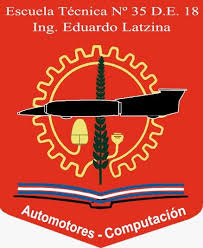 Escuela Técnica Nº 35 D.E. 18
Ing. Eduardo Latzina
Automotores - Computación